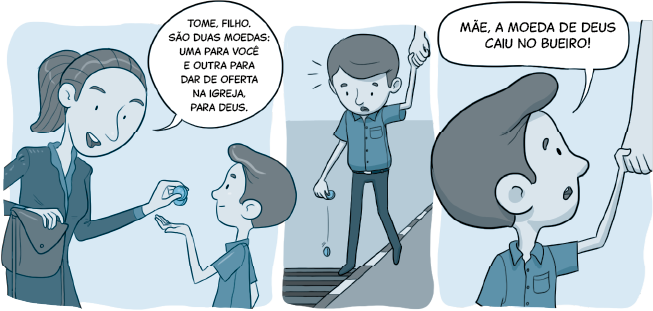 TOME, FILHO.
SÃO DUAS MOEDAS:
UMA PARA VOCÊ
E OUTRA PARA
DAR DE OFERTA
NA IGREJA,
PARA DEUS.
MÃE, A MOEDA DE DEUS
CAIU NO BUEIRO!